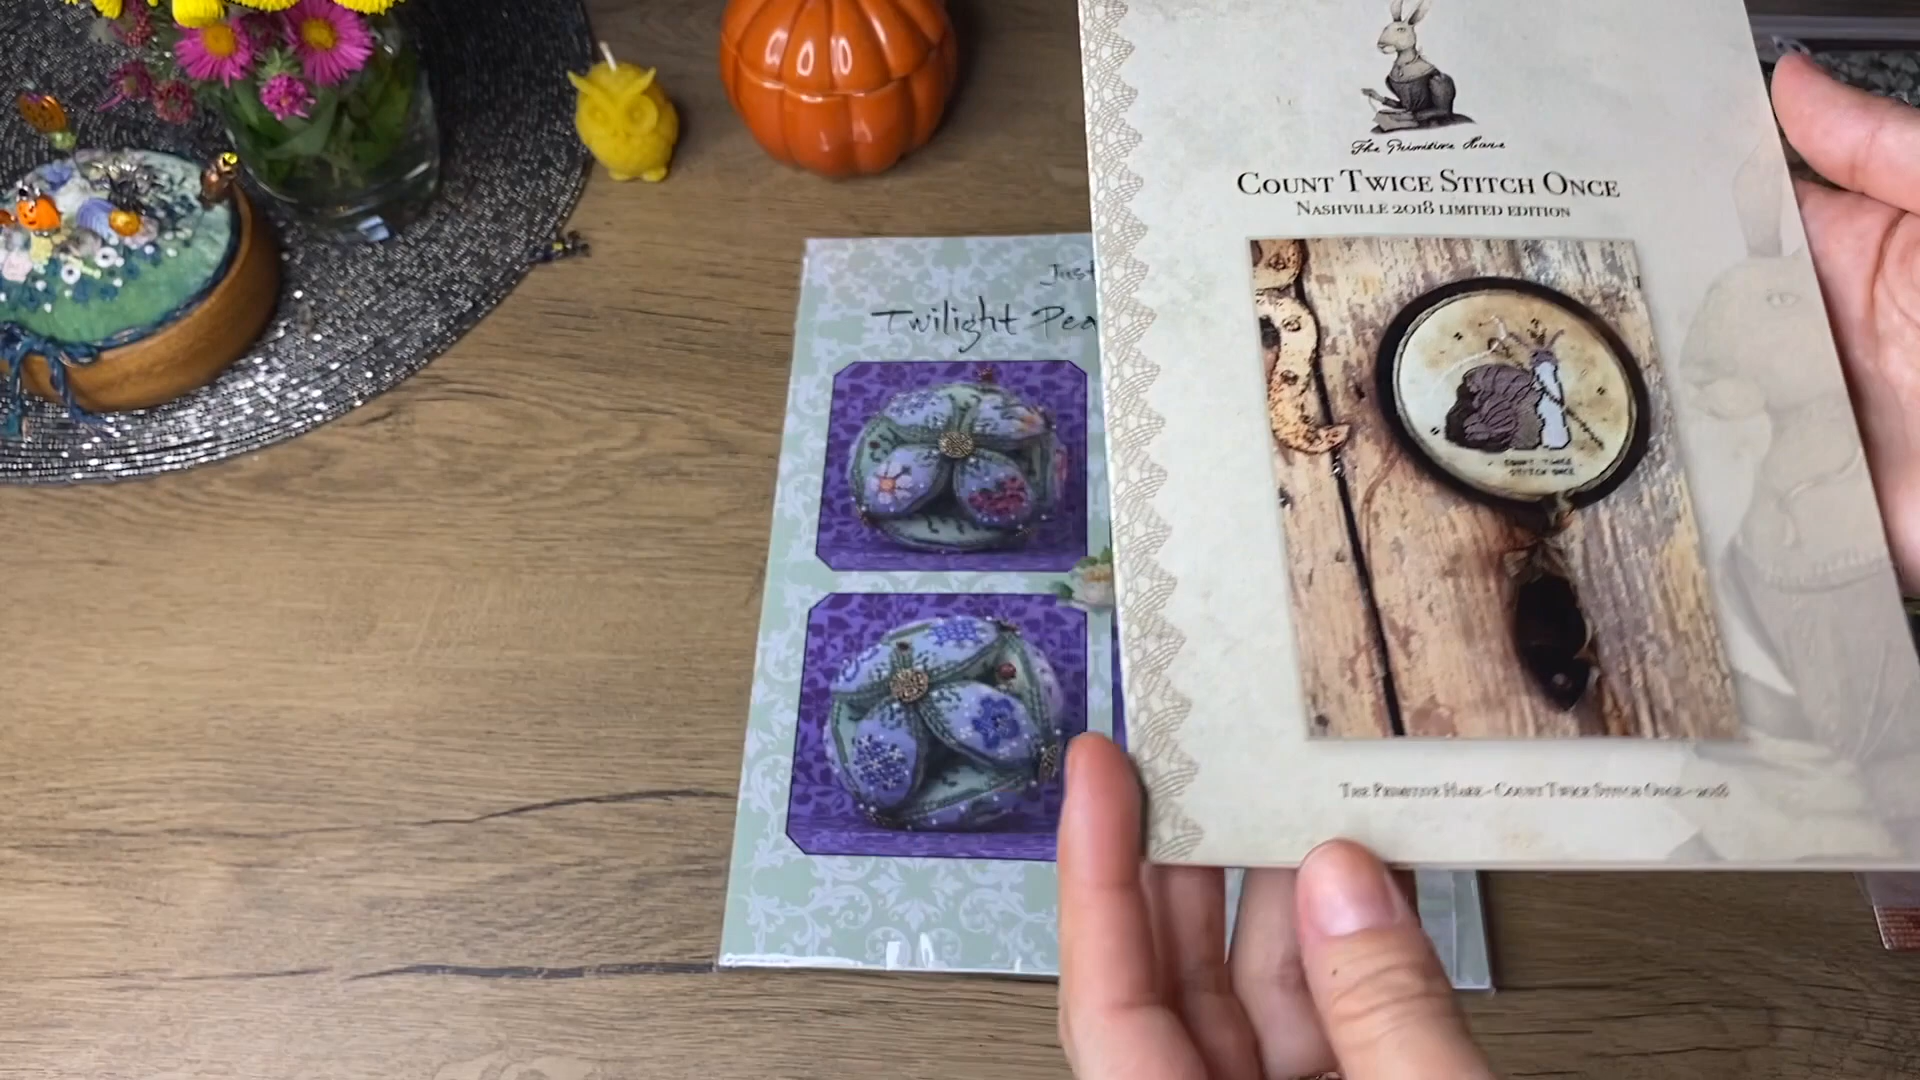 The Primitive Hare
COUNT TWICE STITCH ONCE
NASHVILLE 2018 LIMITED EDITION
COUNT TWICE
STITCH ONCE
THE PRIMITIVE HARE - COUNT TWICE STITCH ONCE - 2018
Just
Twilight Pea